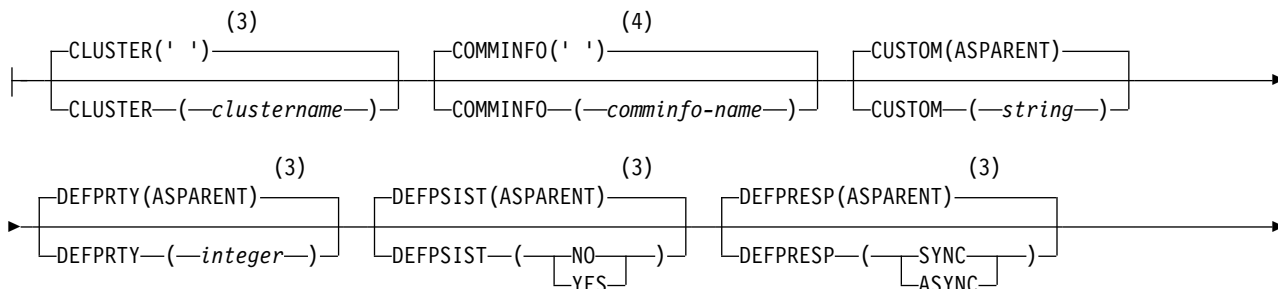 (3) (4)
CLUSTER(' ') COMMINFO(' ') CUSTOM(ASPARENT)
CLUSTER ( clustername ) COMMINFO ( comminfo-name ) CUSTOM ( string )
(3) (3) (3)
DEFPRTY(ASPARENT) DEFPSIST(ASPARENT) DEFPRESP(ASPARENT)
DEFPRTY ( integer ) DEFPSIST ( NO ) DEFPRESP ( SYNC )
YES ASYNC